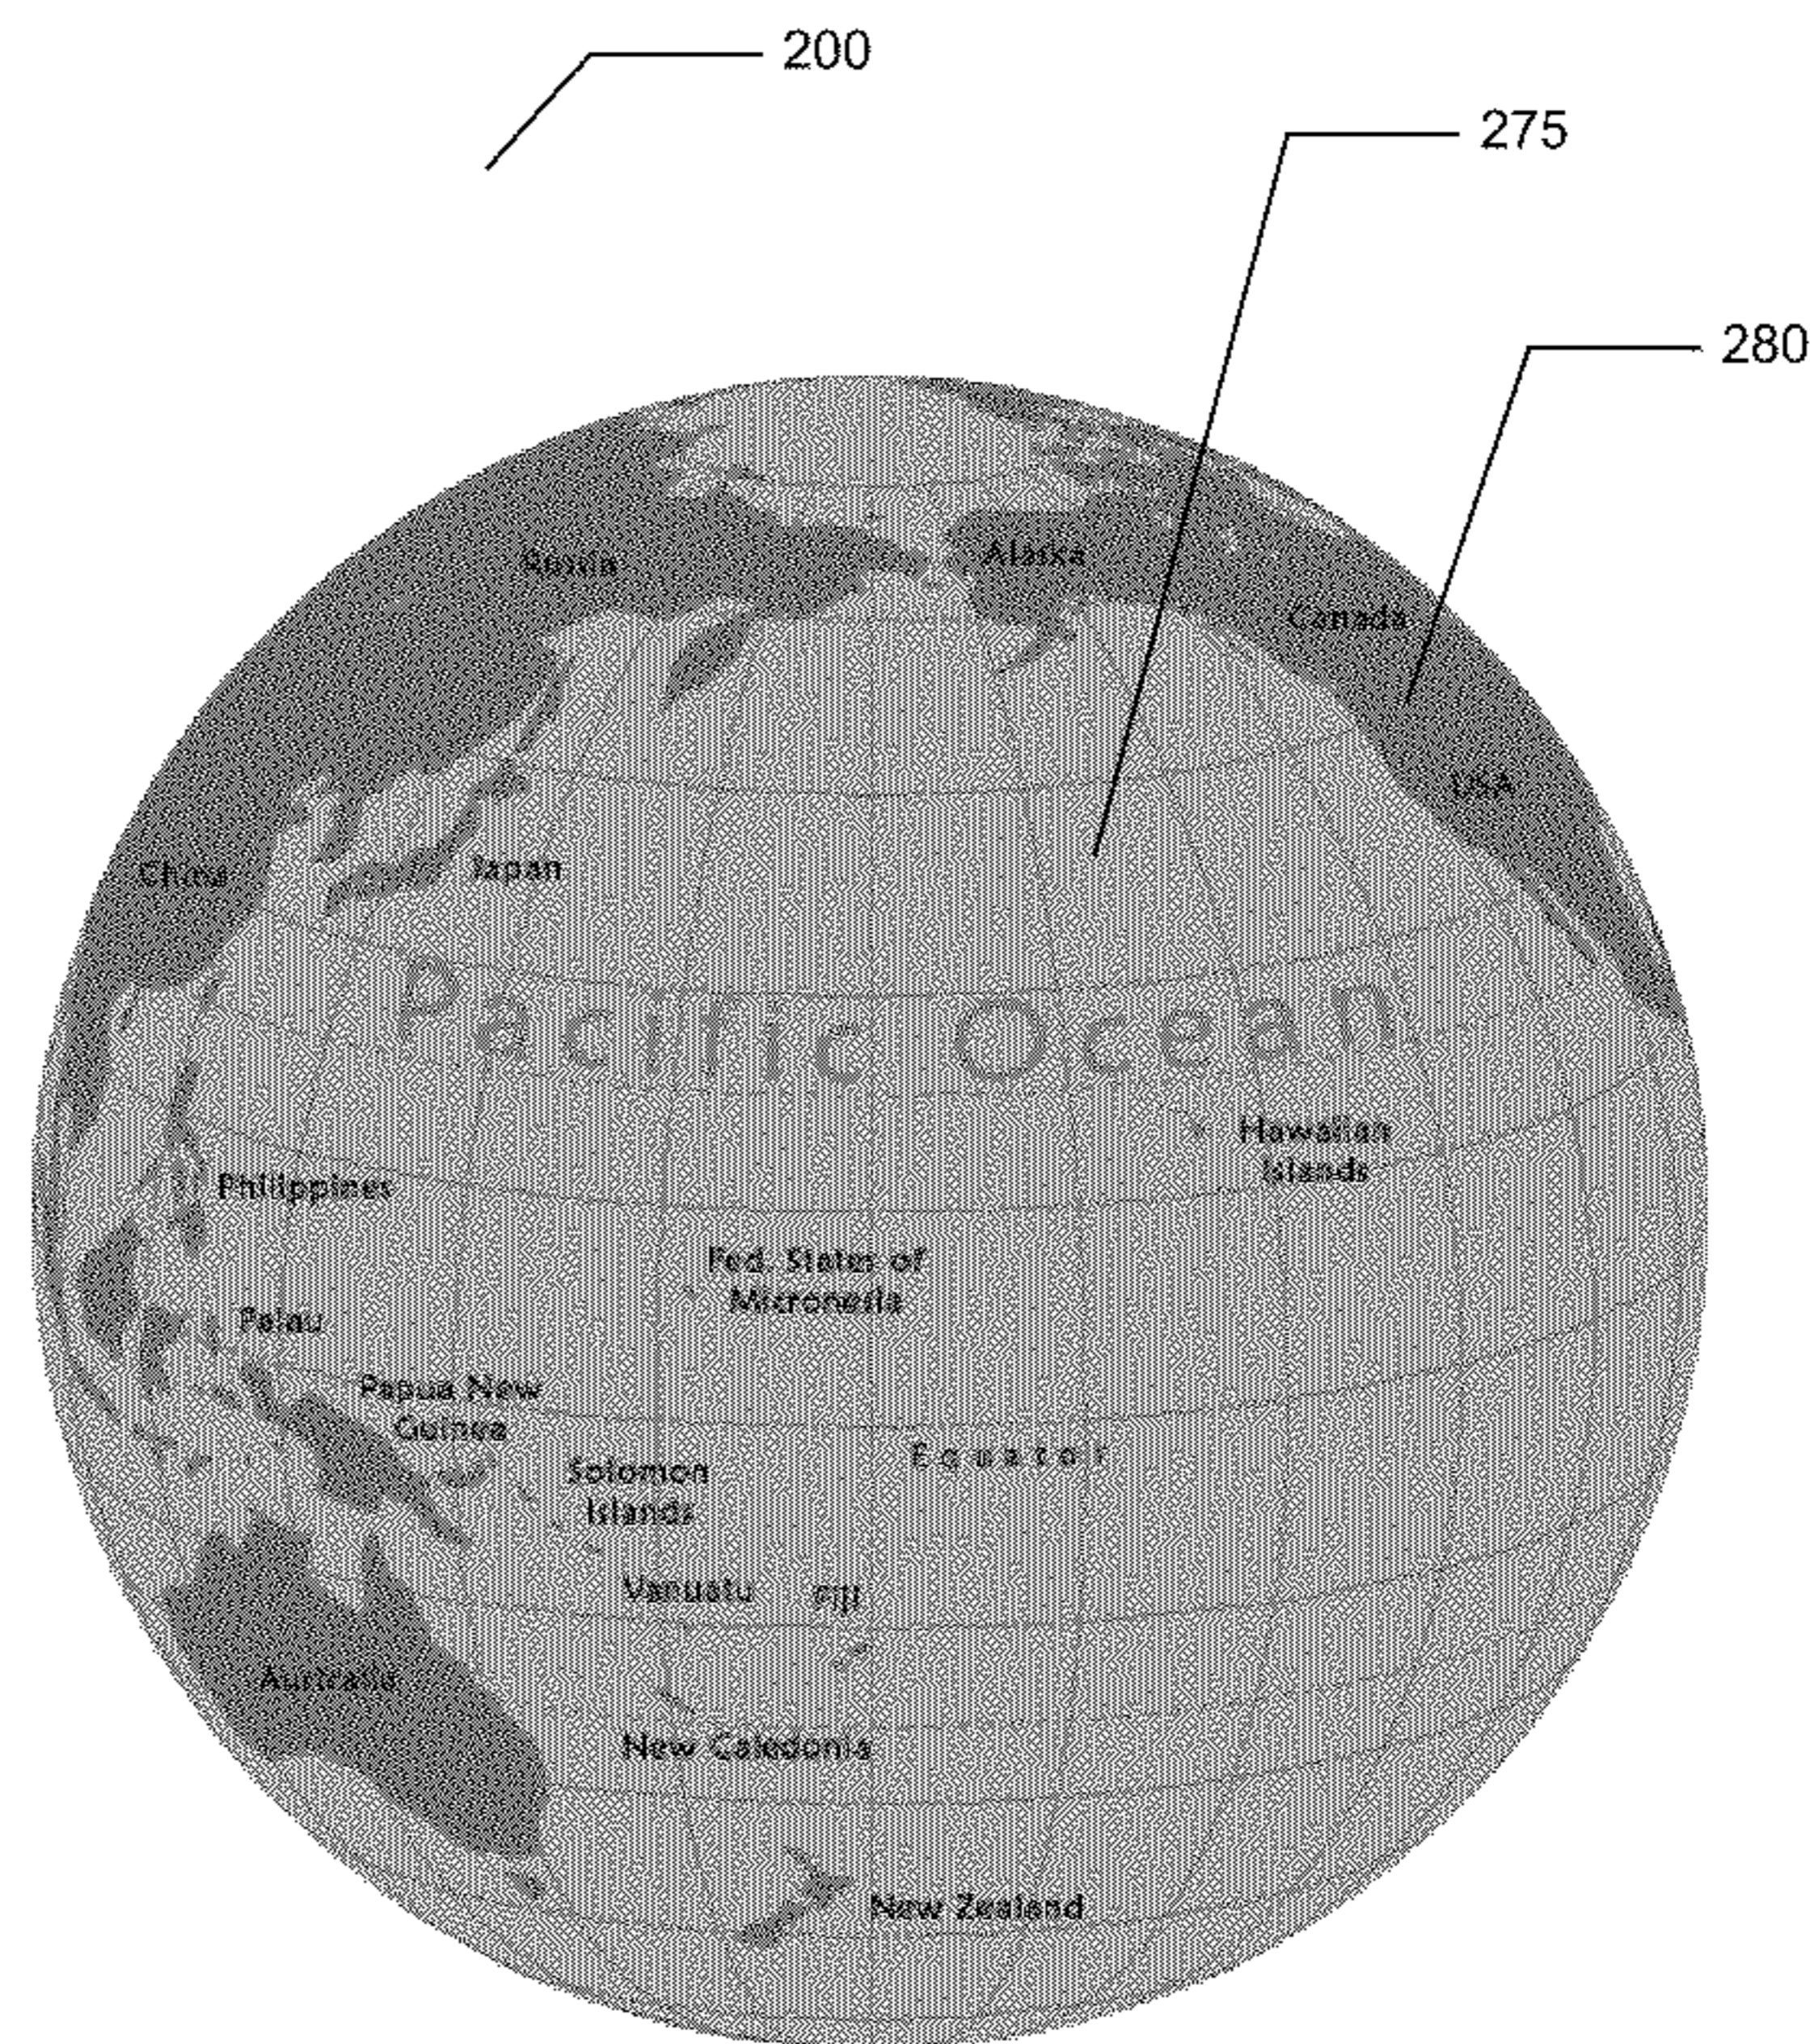 200
275
280
Russia
Alaska
Canada
USA
China
Japan
Pacific Ocean
Hawaiian
Islands
Philippines
Fed. States of
Micronesia
Palau
Papua New
Guinea
Equator
Solomon
Islands
Vanuatu
Fiji
Australia
New Caledonia
New Zealand